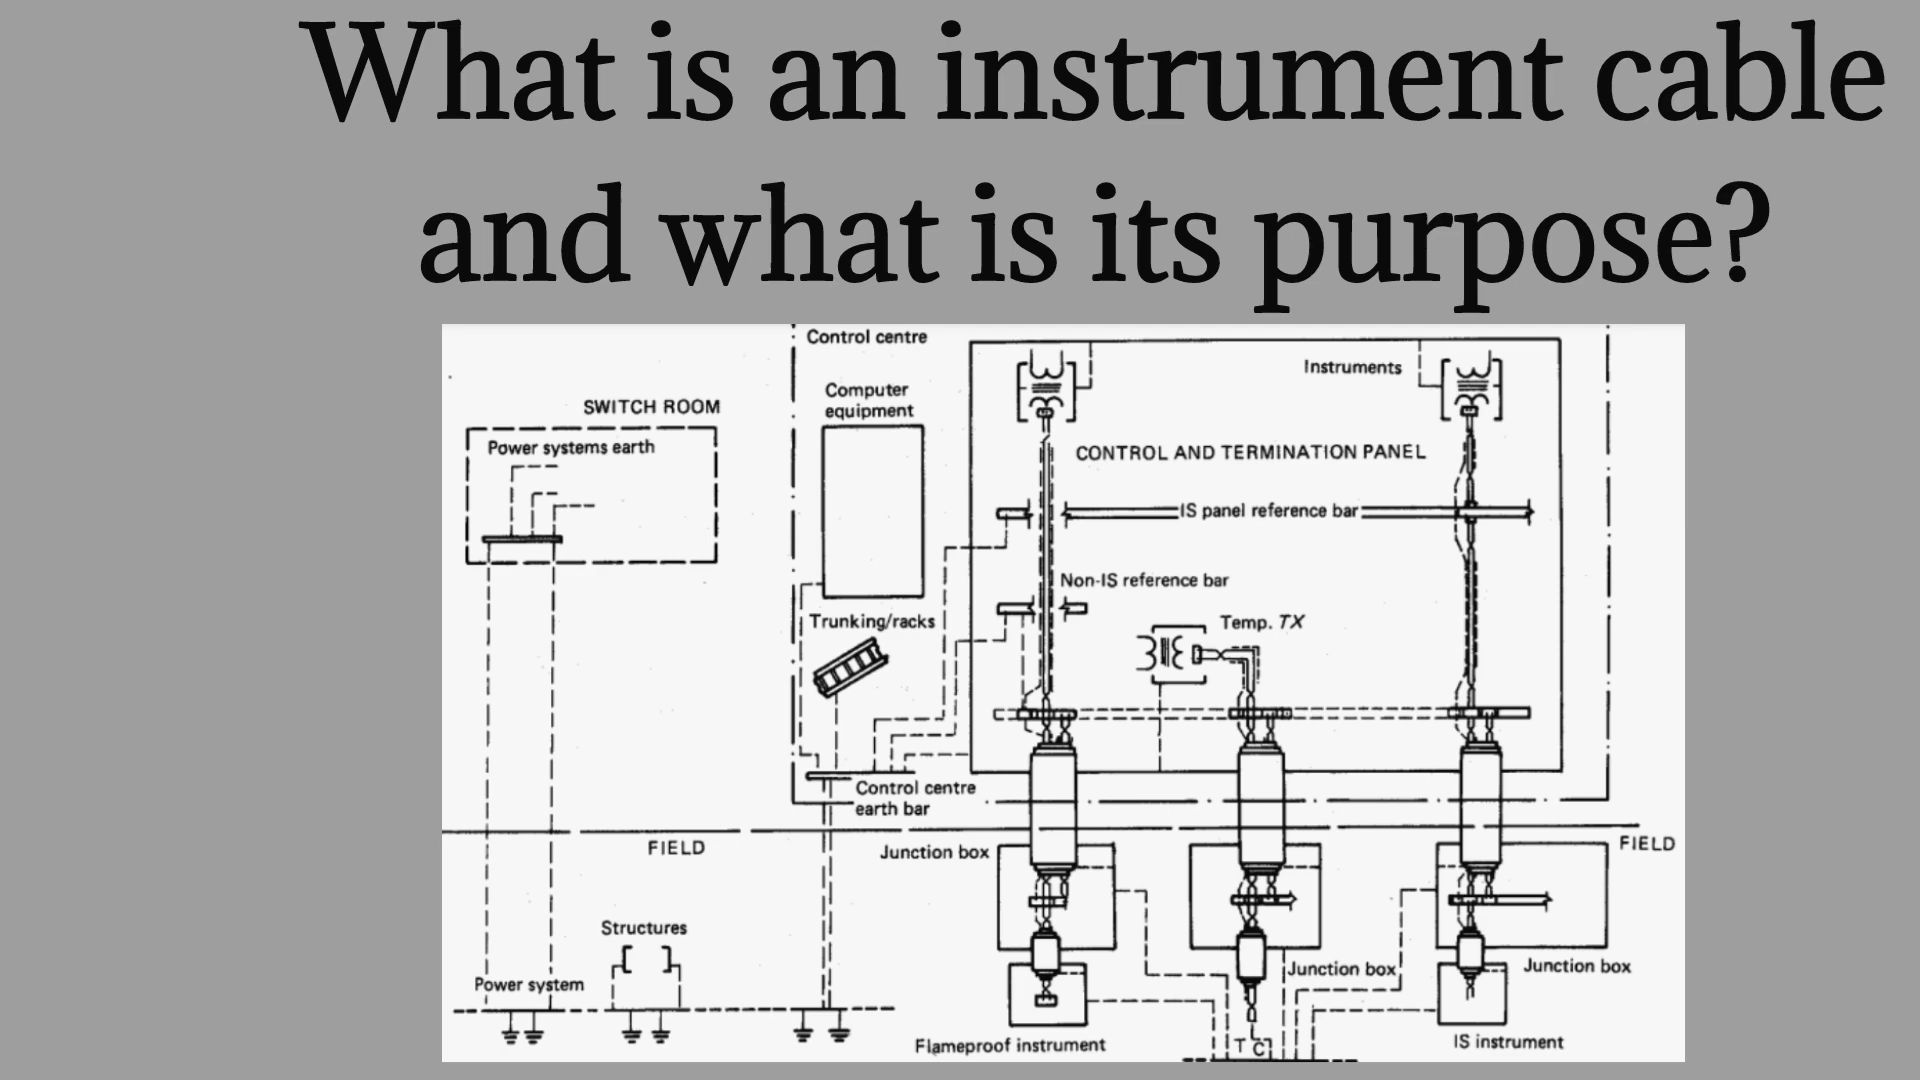 What is an instrument cable
and what is its purpose?
Control centre
Instruments
Computer
equipment
SWITCH ROOM
Power systems earth
CONTROL AND TERMINATION PANEL
IS panel reference bar
Non-IS reference bar
Trunking/racks
Temp. TX
Control centre
earth bar
FIELD
FIELD
Junction box
Structures
Junction box
Junction box
Power system
Flameproof instrument
T C
IS instrument